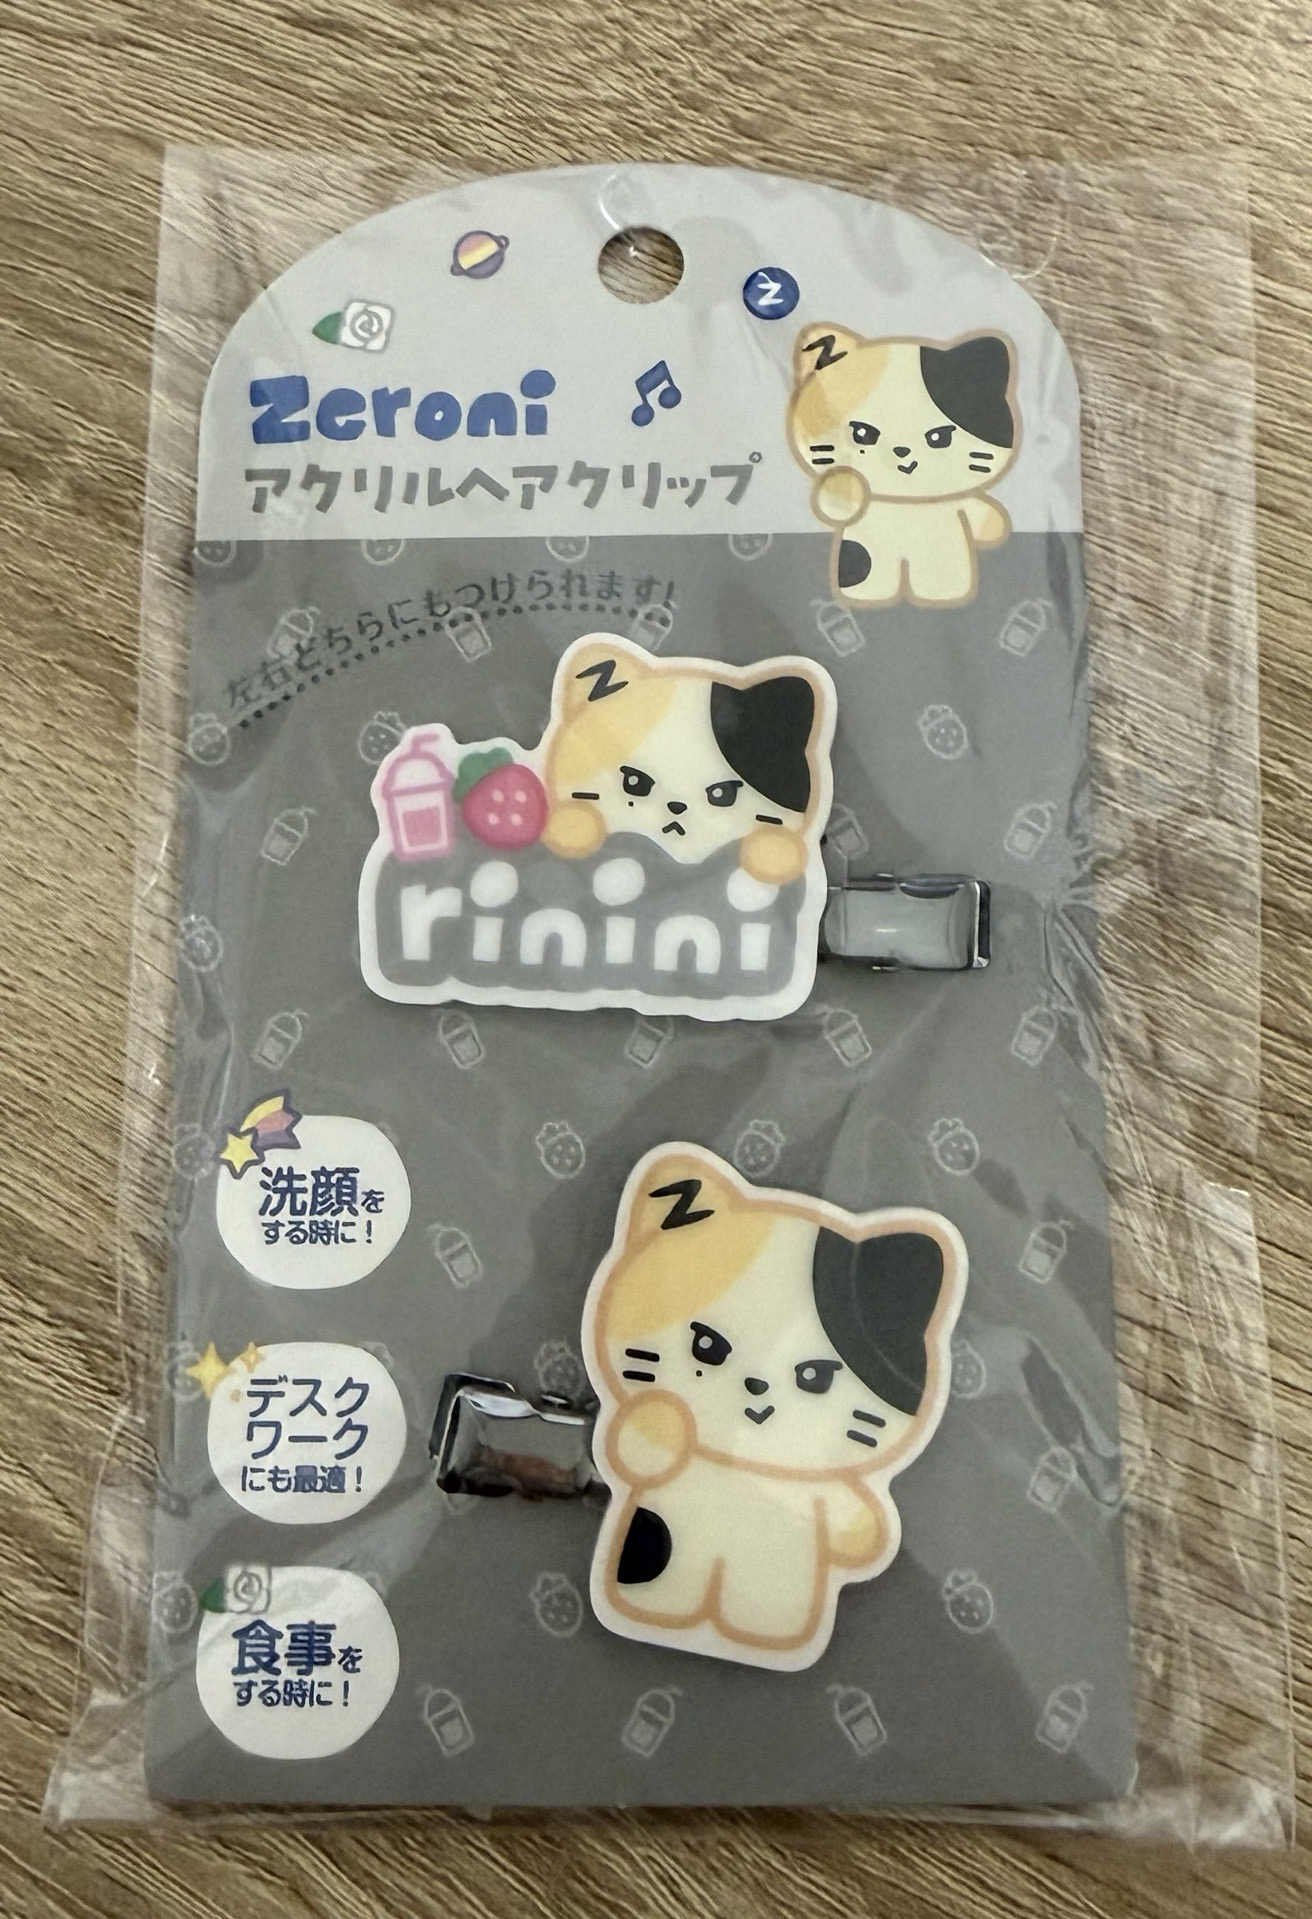 Z
Zeroni
Z
アクリルヘアクリップ
左右どちらにもつけられます!
Z
rinini
洗顔を
する時に!
Z
デスク
ワーク
にも最適!
食事を
する時に!